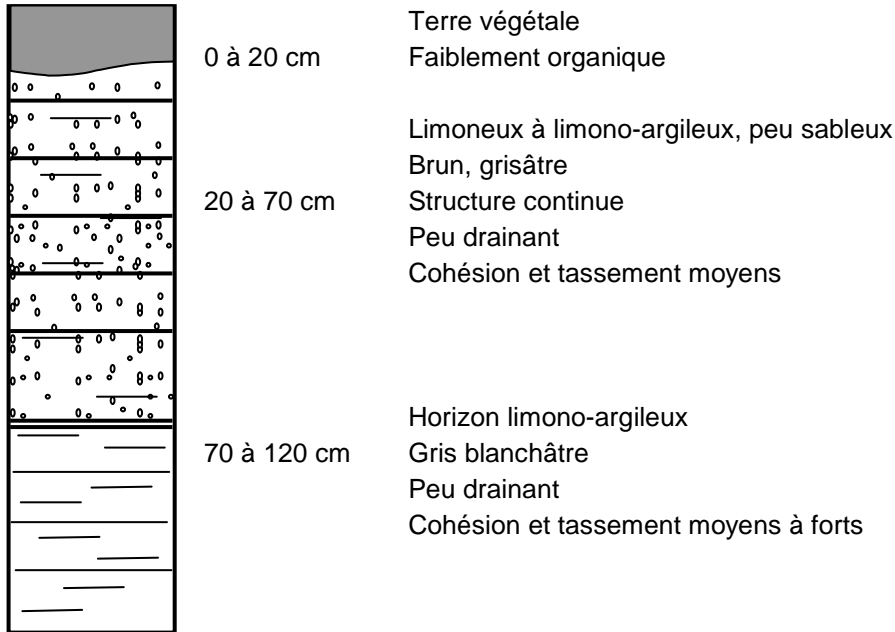 Terre végétale
0 à 20 cm Faiblement organique
Limoneux à limono-argileux, peu sableux
Brun, grisâtre
20 à 70 cm Structure continue
Peu drainant
Cohésion et tassement moyens
Horizon limono-argileux
70 à 120 cm Gris blanchâtre
Peu drainant
Cohésion et tassement moyens à forts